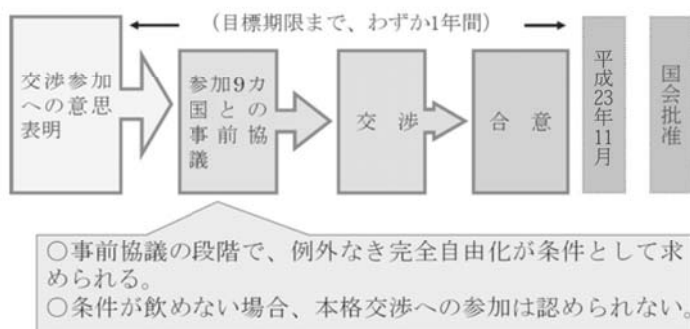 (目標期限まで、わずか1年間)
交渉参加
への意思
表明
参加9カ
国との
事前協
議
交渉
合意
平成23年11月
国会批准
○事前協議の段階で、例外なき完全自由化が条件として求
められる。
○条件が飲めない場合、本格交渉への参加は認められない。